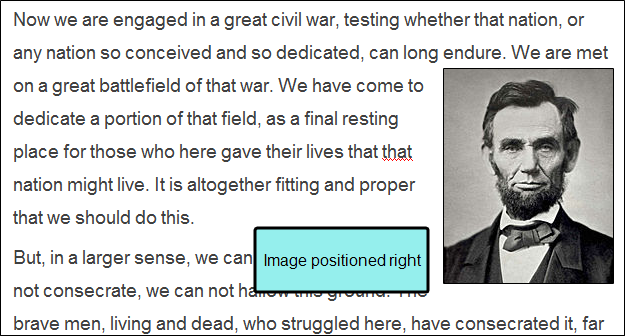 Now we are engaged in a great civil war, testing whether that nation, or
any nation so conceived and so dedicated, can long endure. We are met
on a great battlefield of that war. We have come to
dedicate a portion of that field, as a final resting
place for those who here gave their lives that that
nation might live. It is altogether fitting and proper
that we should do this.
But, in a larger sense, we can
Image positioned right
not consecrate, we can not hallow this ground. The
brave men, living and dead, who struggled here, have consecrated it, far